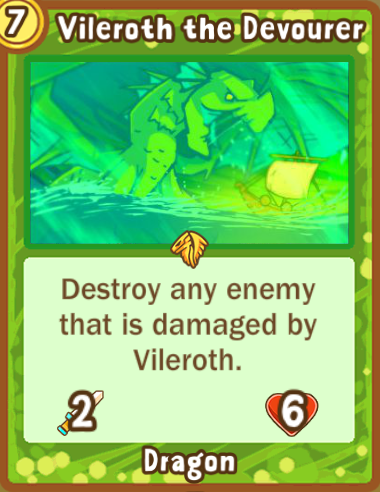 7 Vileroth the Devourer
Destroy any enemy
that is damaged by
Vileroth.
2 6
Dragon